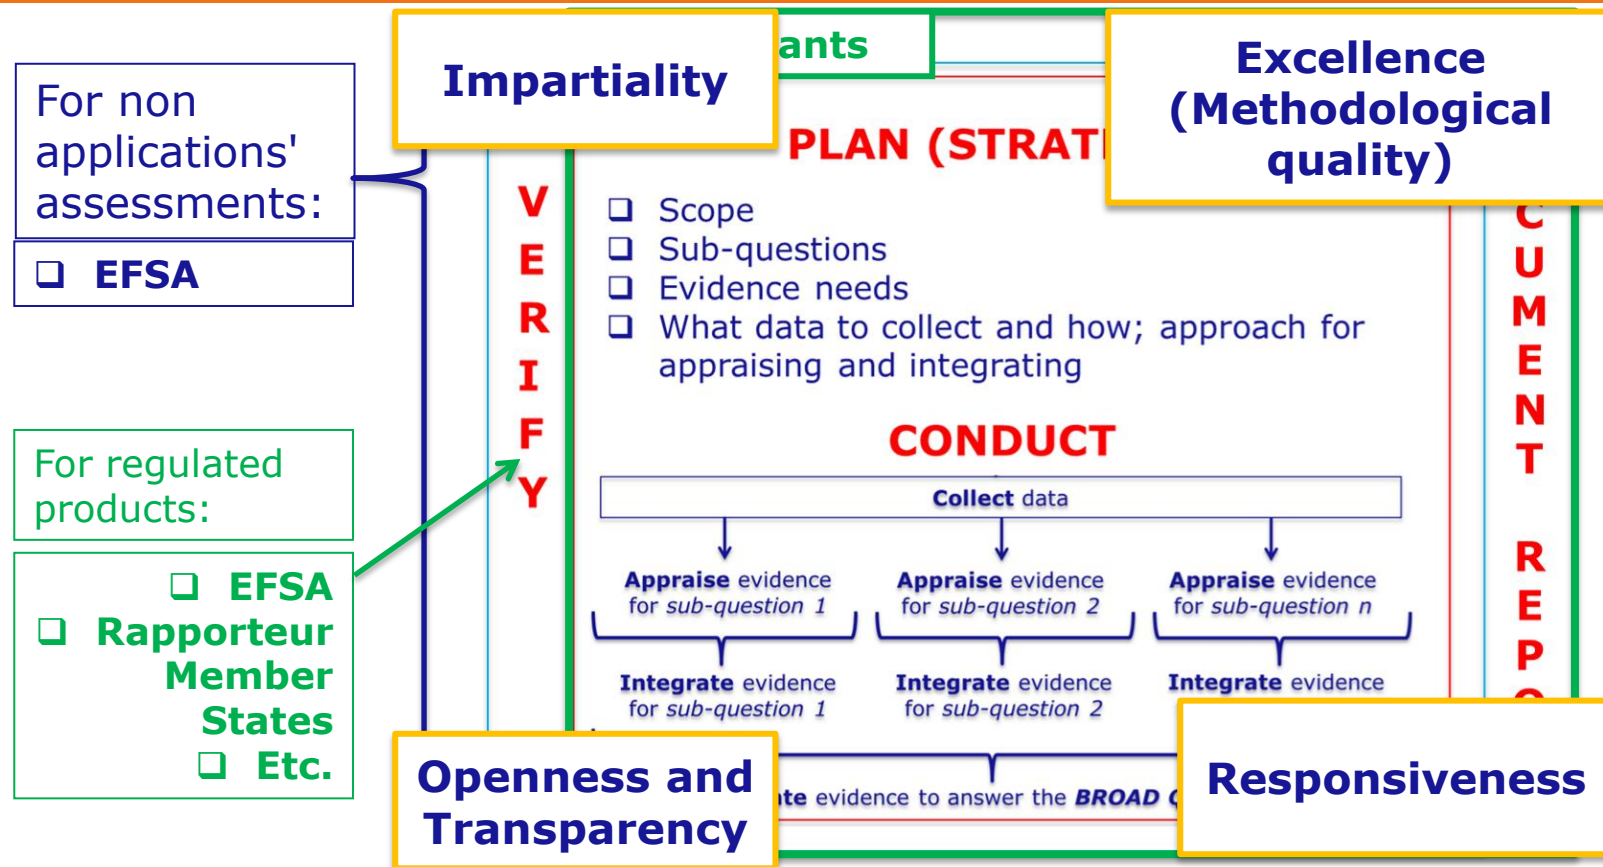 For non
applications'
assessments:
❑ EFSA
For regulated
products:
❑ EFSA
❑ Rapporteur
Member
States
❑ Etc.
Impartiality
ants
Excellence
(Methodological
quality)
PLAN (STRATE
❑ Scope
❑ Sub-questions
❑ Evidence needs
❑ What data to collect and how; approach for
appraising and integrating
V
E
R
I
F
Y
CONDUCT
Collect data
Appraise evidence
for sub-question 1
Appraise evidence
for sub-question 2
Appraise evidence
for sub-question n
Integrate evidence
for sub-question 1
Integrate evidence
for sub-question 2
Integrate evidence
C
U
M
E
N
T
R
E
P
O
Openness and
Transparency
te evidence to answer the BROAD
Responsiveness